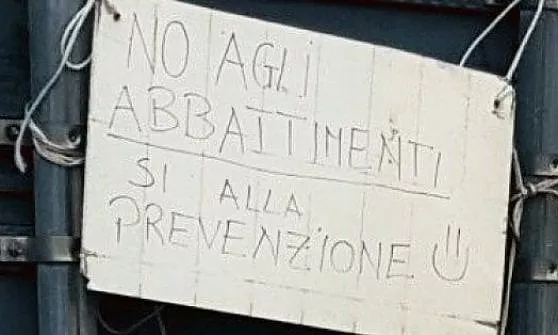 NO AGLI
ABBATTIMENTI
SI ALLA
PREVENZIONE